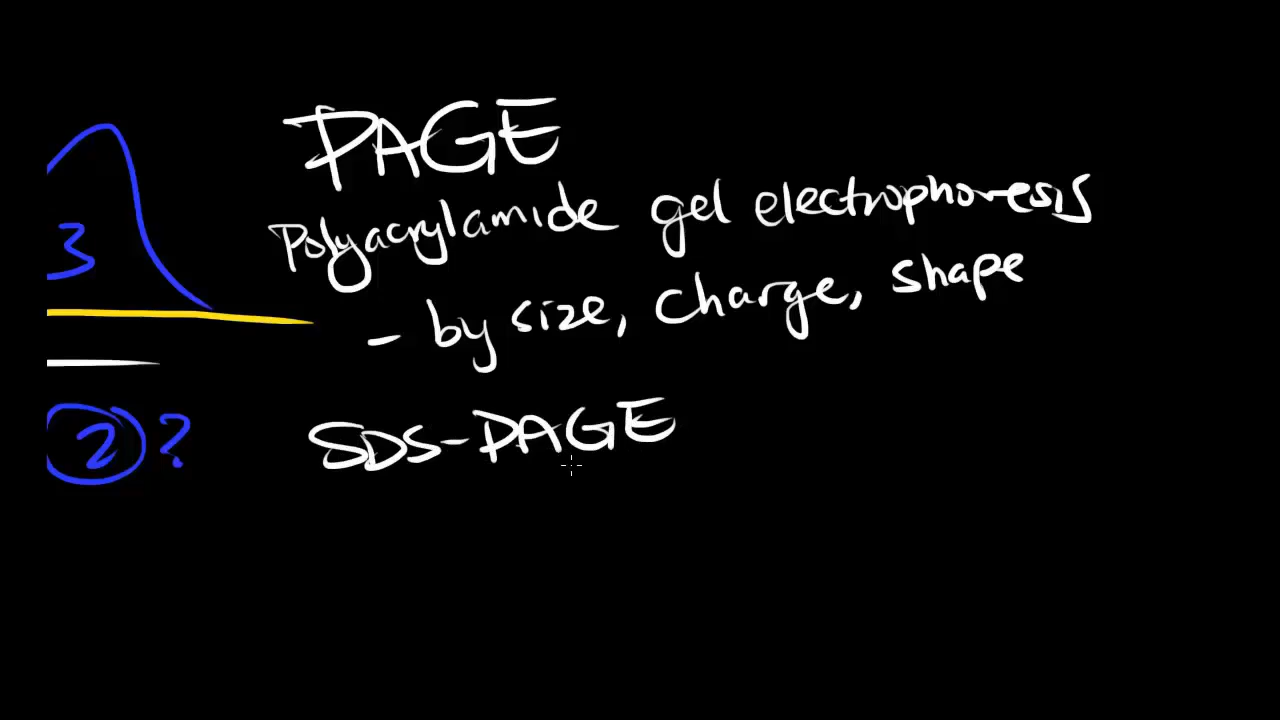 PAGE
Polyacrylamide gel electrophoresis
- by size, charge, shape
3
SDS-PAGE
2 ?